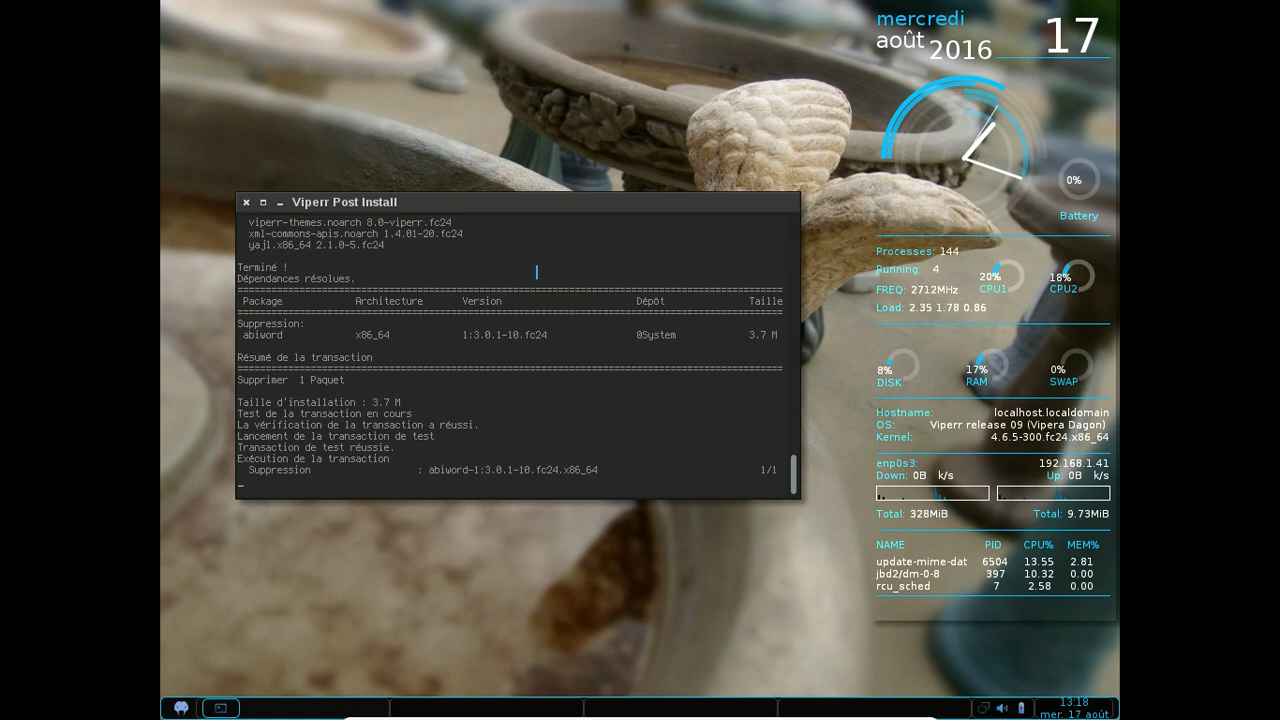 mercredi
août 2016 17
0%
Battery
Viperr Post Install
viperr-themes.noarch 8.0-viperr.fc24
xml-commons-apis.noarch 1.4.01-20.fc24
yajl.x86_64 2.1.0-5.fc24
Terminé !
Dépendances résolues.
Package Architecture Version Dépôt Taille
Suppression:
abiword x86_64 1:3.0.1-10.fc24 @System 3.7 M
Résumé de la transaction
Supprimer 1 Paquet
Taille d'installation : 3.7 M
Test de la transaction en cours
La vérification de la transaction a réussi.
Lancement de la transaction de test
Transaction de test réussie.
Exécution de la transaction
Suppression : abiword-1:3.0.1-10.fc24.x86_64 1/1
Processes: 144
Running: 4
FREQ: 2712MHz
Load: 2.35 1.78 0.86
20%
CPU1
18%
CPU2
8%
DISK
17%
RAM
0%
SWAP
Hostname: localhost.localdomain
OS: Viperr release 09 (Vipera Dagon)
Kernel: 4.6.5-300.fc24.x86_64
enp0s3: 192.168.1.41
Down: 0B k/s Up: 0B k/s
Total: 328MiB Total: 9.73MiB
NAME PID CPU% MEM%
update-mime-dat 6504 13.55 2.81
jbd2/dm-0-8 397 10.32 0.00
rcu_sched 7 2.58 0.00
13:18
mer. 17 août